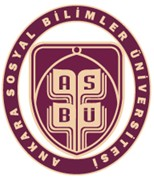 ANKARA SOSYAL BİLİMLER ÜNİVERSİTESİ
AS
BÜ